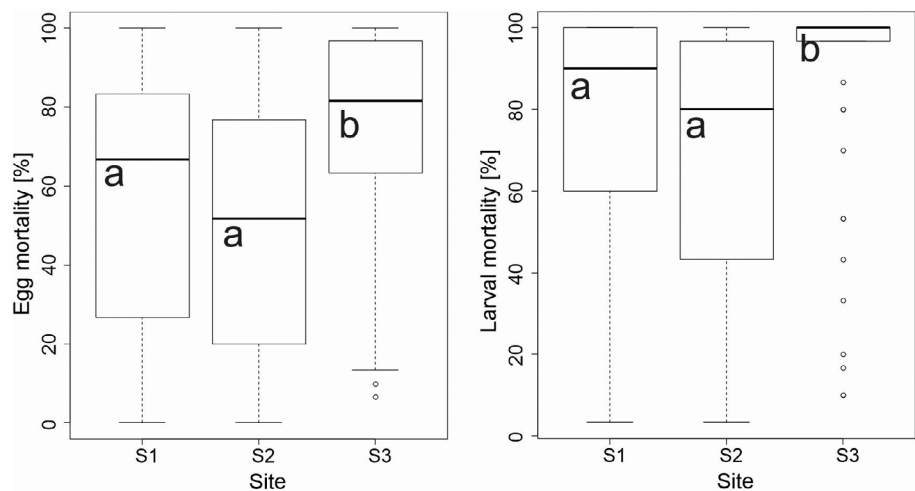 Egg mortality [%]
0
20
40
60
80
100
a
a
b
S1
S2
S3
Site
Larval mortality [%]
0
20
40
60
80
100
a
a
b
S1
S2
S3
Site